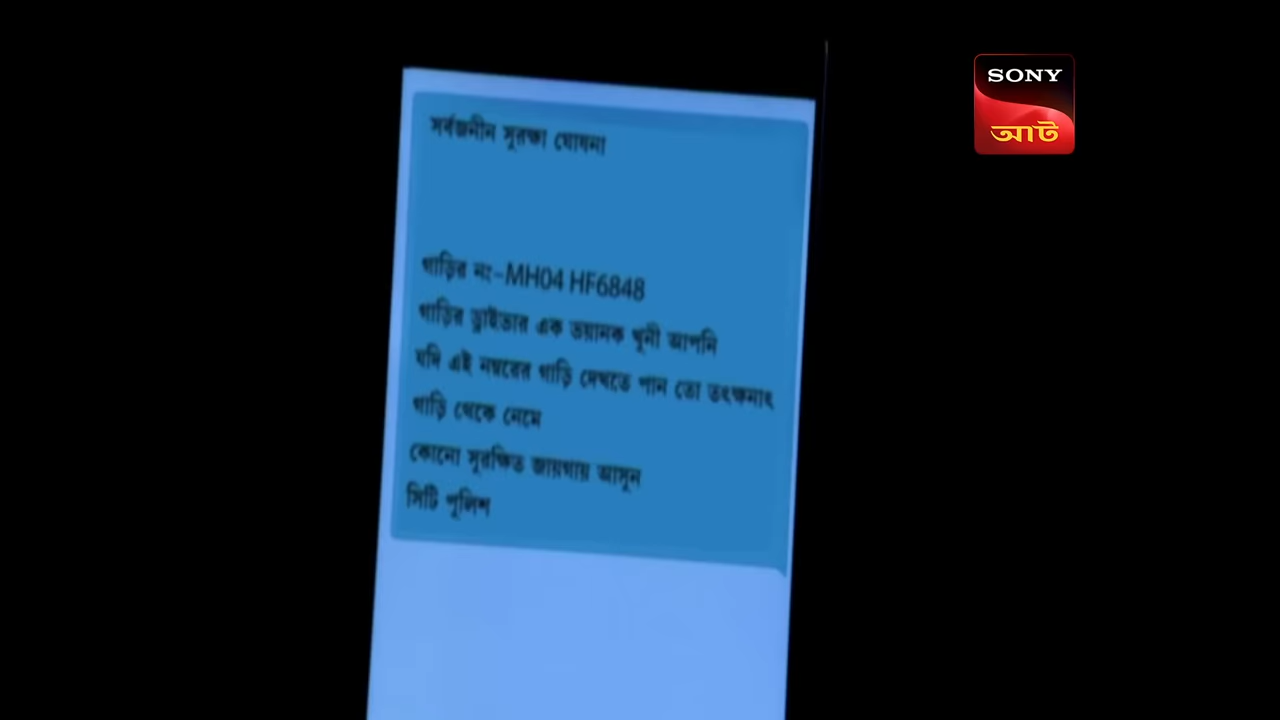 SONY
আট
সর্বজনীন সুরক্ষা ঘোষনা
গাড়ির নং-MH04 HF6848
গাড়ির ড্রাইভার এক ভয়ানক খুনী আপনি
যদি এই নম্বরের গাড়ি দেখতে পান তো তৎক্ষনাৎ
গাড়ি থেকে নেমে
কোনো সুরক্ষিত জায়গায় আসুন
সিটি পুলিশ